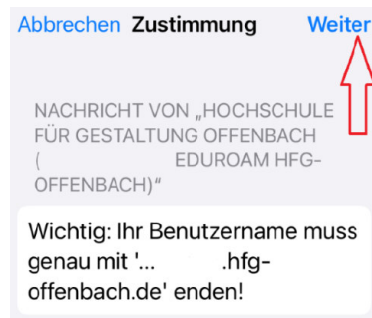 Abbrechen Zustimmung Weiter
NACHRICHT VON „HOCHSCHULE
FÜR GESTALTUNG OFFENBACH
( EDUROAM HFG-
OFFENBACH)“
Wichtig: Ihr Benutzername muss
genau mit '... .hfg-
offenbach.de' enden!